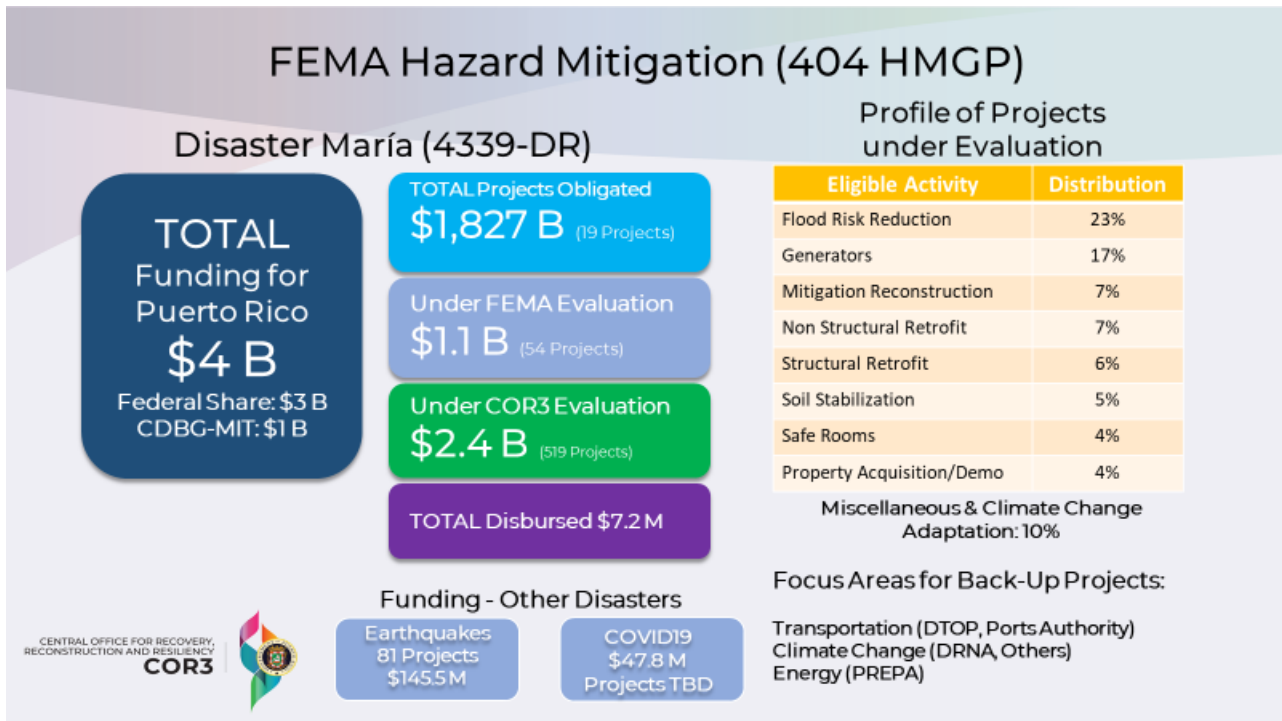 FEMA Hazard Mitigation (404 HMGP)
Disaster María (4339-DR)
TOTAL
Funding for
Puerto Rico
$4 B
Federal Share: $3 B
CDBG-MIT: $1 B
TOTAL Projects Obligated
$1,827 B (19 Projects)
Under FEMA Evaluation
$1.1 B (54 Projects)
Under COR3 Evaluation
$2.4 B (519 Projects)
TOTAL Disbursed $7.2 M
Funding - Other Disasters
Earthquakes
81 Projects
$145.5 M
COVID19
$47.8 M
Projects TBD
Profile of Projects
under Evaluation
Eligible Activity Distribution
Flood Risk Reduction 23%
Generators 17%
Mitigation Reconstruction 7%
Non Structural Retrofit 7%
Structural Retrofit 6%
Soil Stabilization 5%
Safe Rooms 4%
Property Acquisition/Demo 4%
Miscellaneous & Climate Change
Adaptation: 10%
Focus Areas for Back-Up Projects:
Transportation (DTOP, Ports Authority)
Climate Change (DRNA, Others)
Energy (PREPA)
CENTRAL OFFICE FOR RECOVERY,
RECONSTRUCTION AND RESILIENCY
COR3